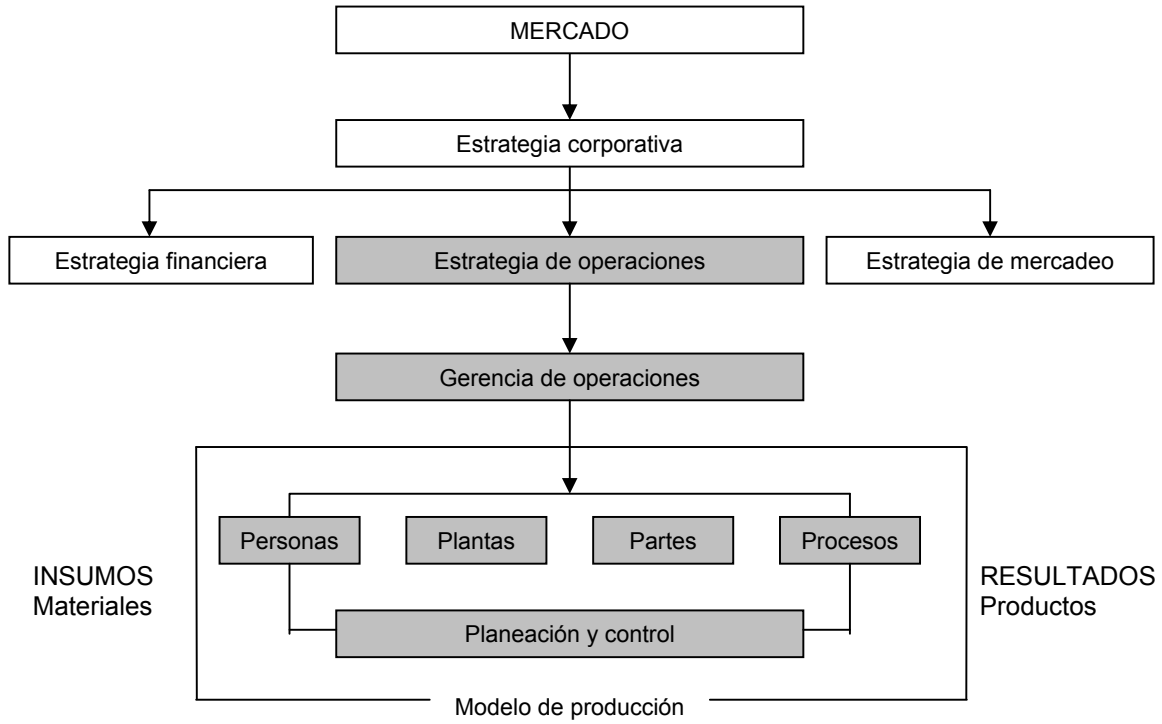 MERCADO
Estrategia corporativa
Estrategia financiera
Estrategia de operaciones
Estrategia de mercadeo
Gerencia de operaciones
Personas
Plantas
Partes
Procesos
INSUMOS
Materiales
RESULTADOS
Productos
Planeación y control
Modelo de producción